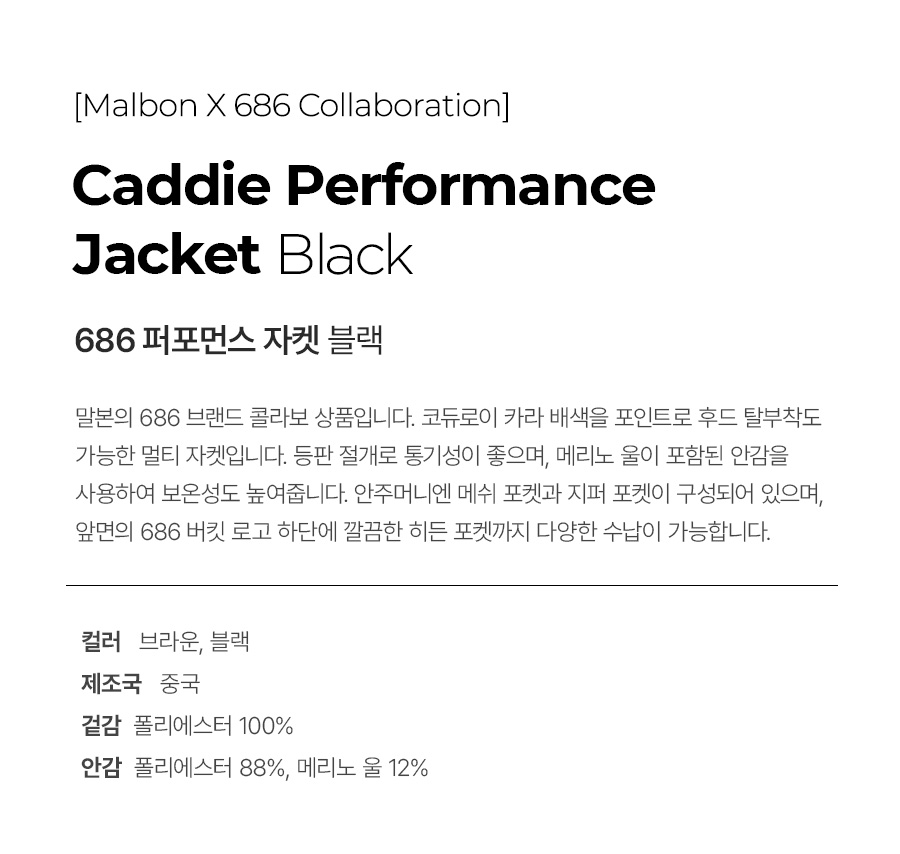 [Malbon X 686 Collaboration]
Caddie Performance
Jacket Black
686 퍼포먼스 자켓 블랙
말본의 686 브랜드 콜라보 상품입니다. 코듀로이 카라 배색을 포인트로 후드 탈부착도
가능한 멀티 자켓입니다. 등판 절개로 통기성이 좋으며, 메리노 울이 포함된 안감을
사용하여 보온성도 높여줍니다. 안주머니엔 메쉬 포켓과 지퍼 포켓이 구성되어 있으며,
앞면의 686 버킷 로고 하단에 깔끔한 히든 포켓까지 다양한 수납이 가능합니다.
컬러 브라운, 블랙
제조국 중국
겉감 폴리에스터 100%
안감 폴리에스터 88%, 메리노 울 12%